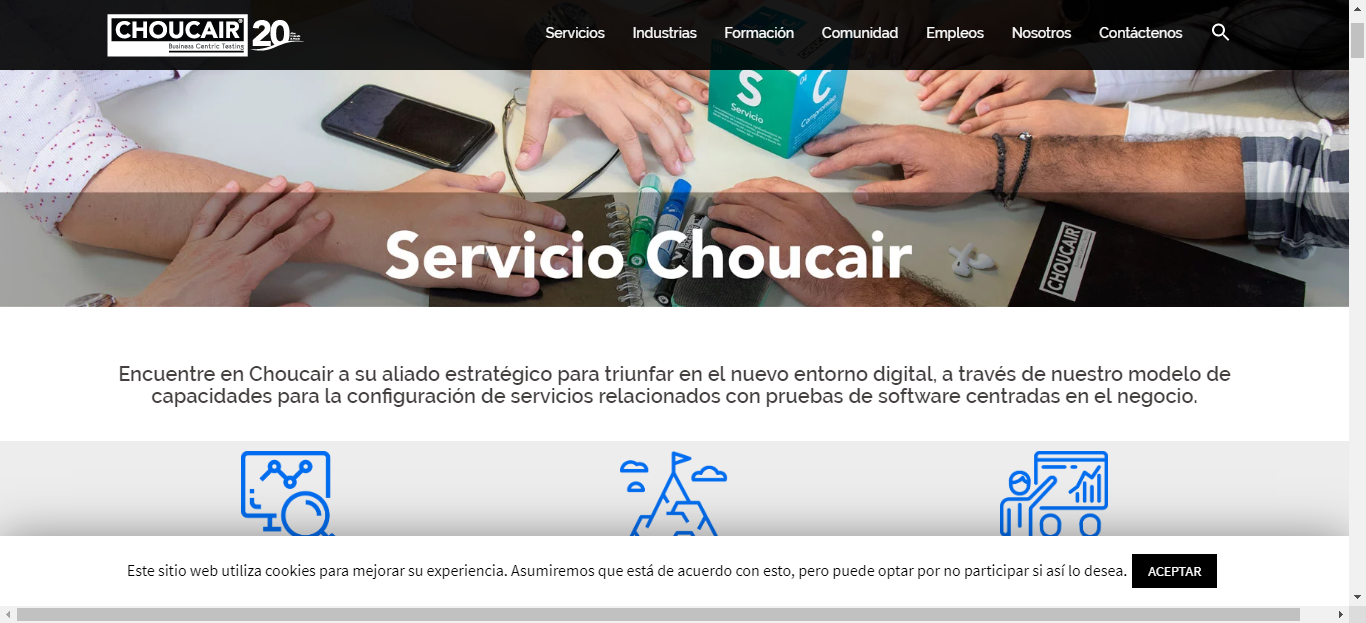 CHOUCAIR
Business Centric Testing
20
Servicios Industrias Formación Comunidad Empleos Nosotros Contáctenos
S
Servicio
C
CHOUCAIR
Servicio Choucair
Encuentre en Choucair a su aliado estratégico para triunfar en el nuevo entorno digital, a través de nuestro modelo de
capacidades para la configuración de servicios relacionados con pruebas de software centradas en el negocio.
Este sitio web utiliza cookies para mejorar su experiencia. Asumiremos que está de acuerdo con esto, pero puede optar por no participar si así lo desea. ACEPTAR